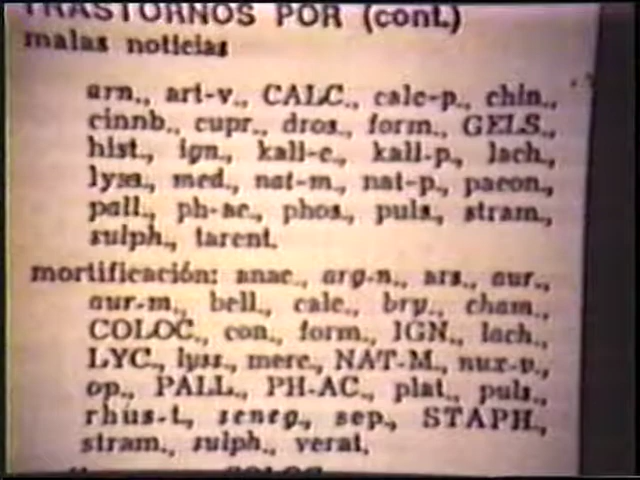 TRASTORNOS POR (cont.)
malas noticias
arn., art-v., CALC., calc-p., chin.,
cinnb., cupr., dros., form., GELS.,
hist., ign., kali-c., kali-p., lach.,
lyss., med., nat-m., nat-p., paeon.,
pall., ph-ac., phos., puls., stram.,
sulph., tarent.
mortificación: anac., arg-n., ars., aur.,
aur-m., bell., calc., bry., cham.,
COLOC., con., form., IGN., lach.,
LYC., lyss., merc., NAT-M., nux-v.,
op., PALL., PH-AC., plat., puls.,
rhus-t., seneg., sep., STAPH.,
stram., sulph., verat.